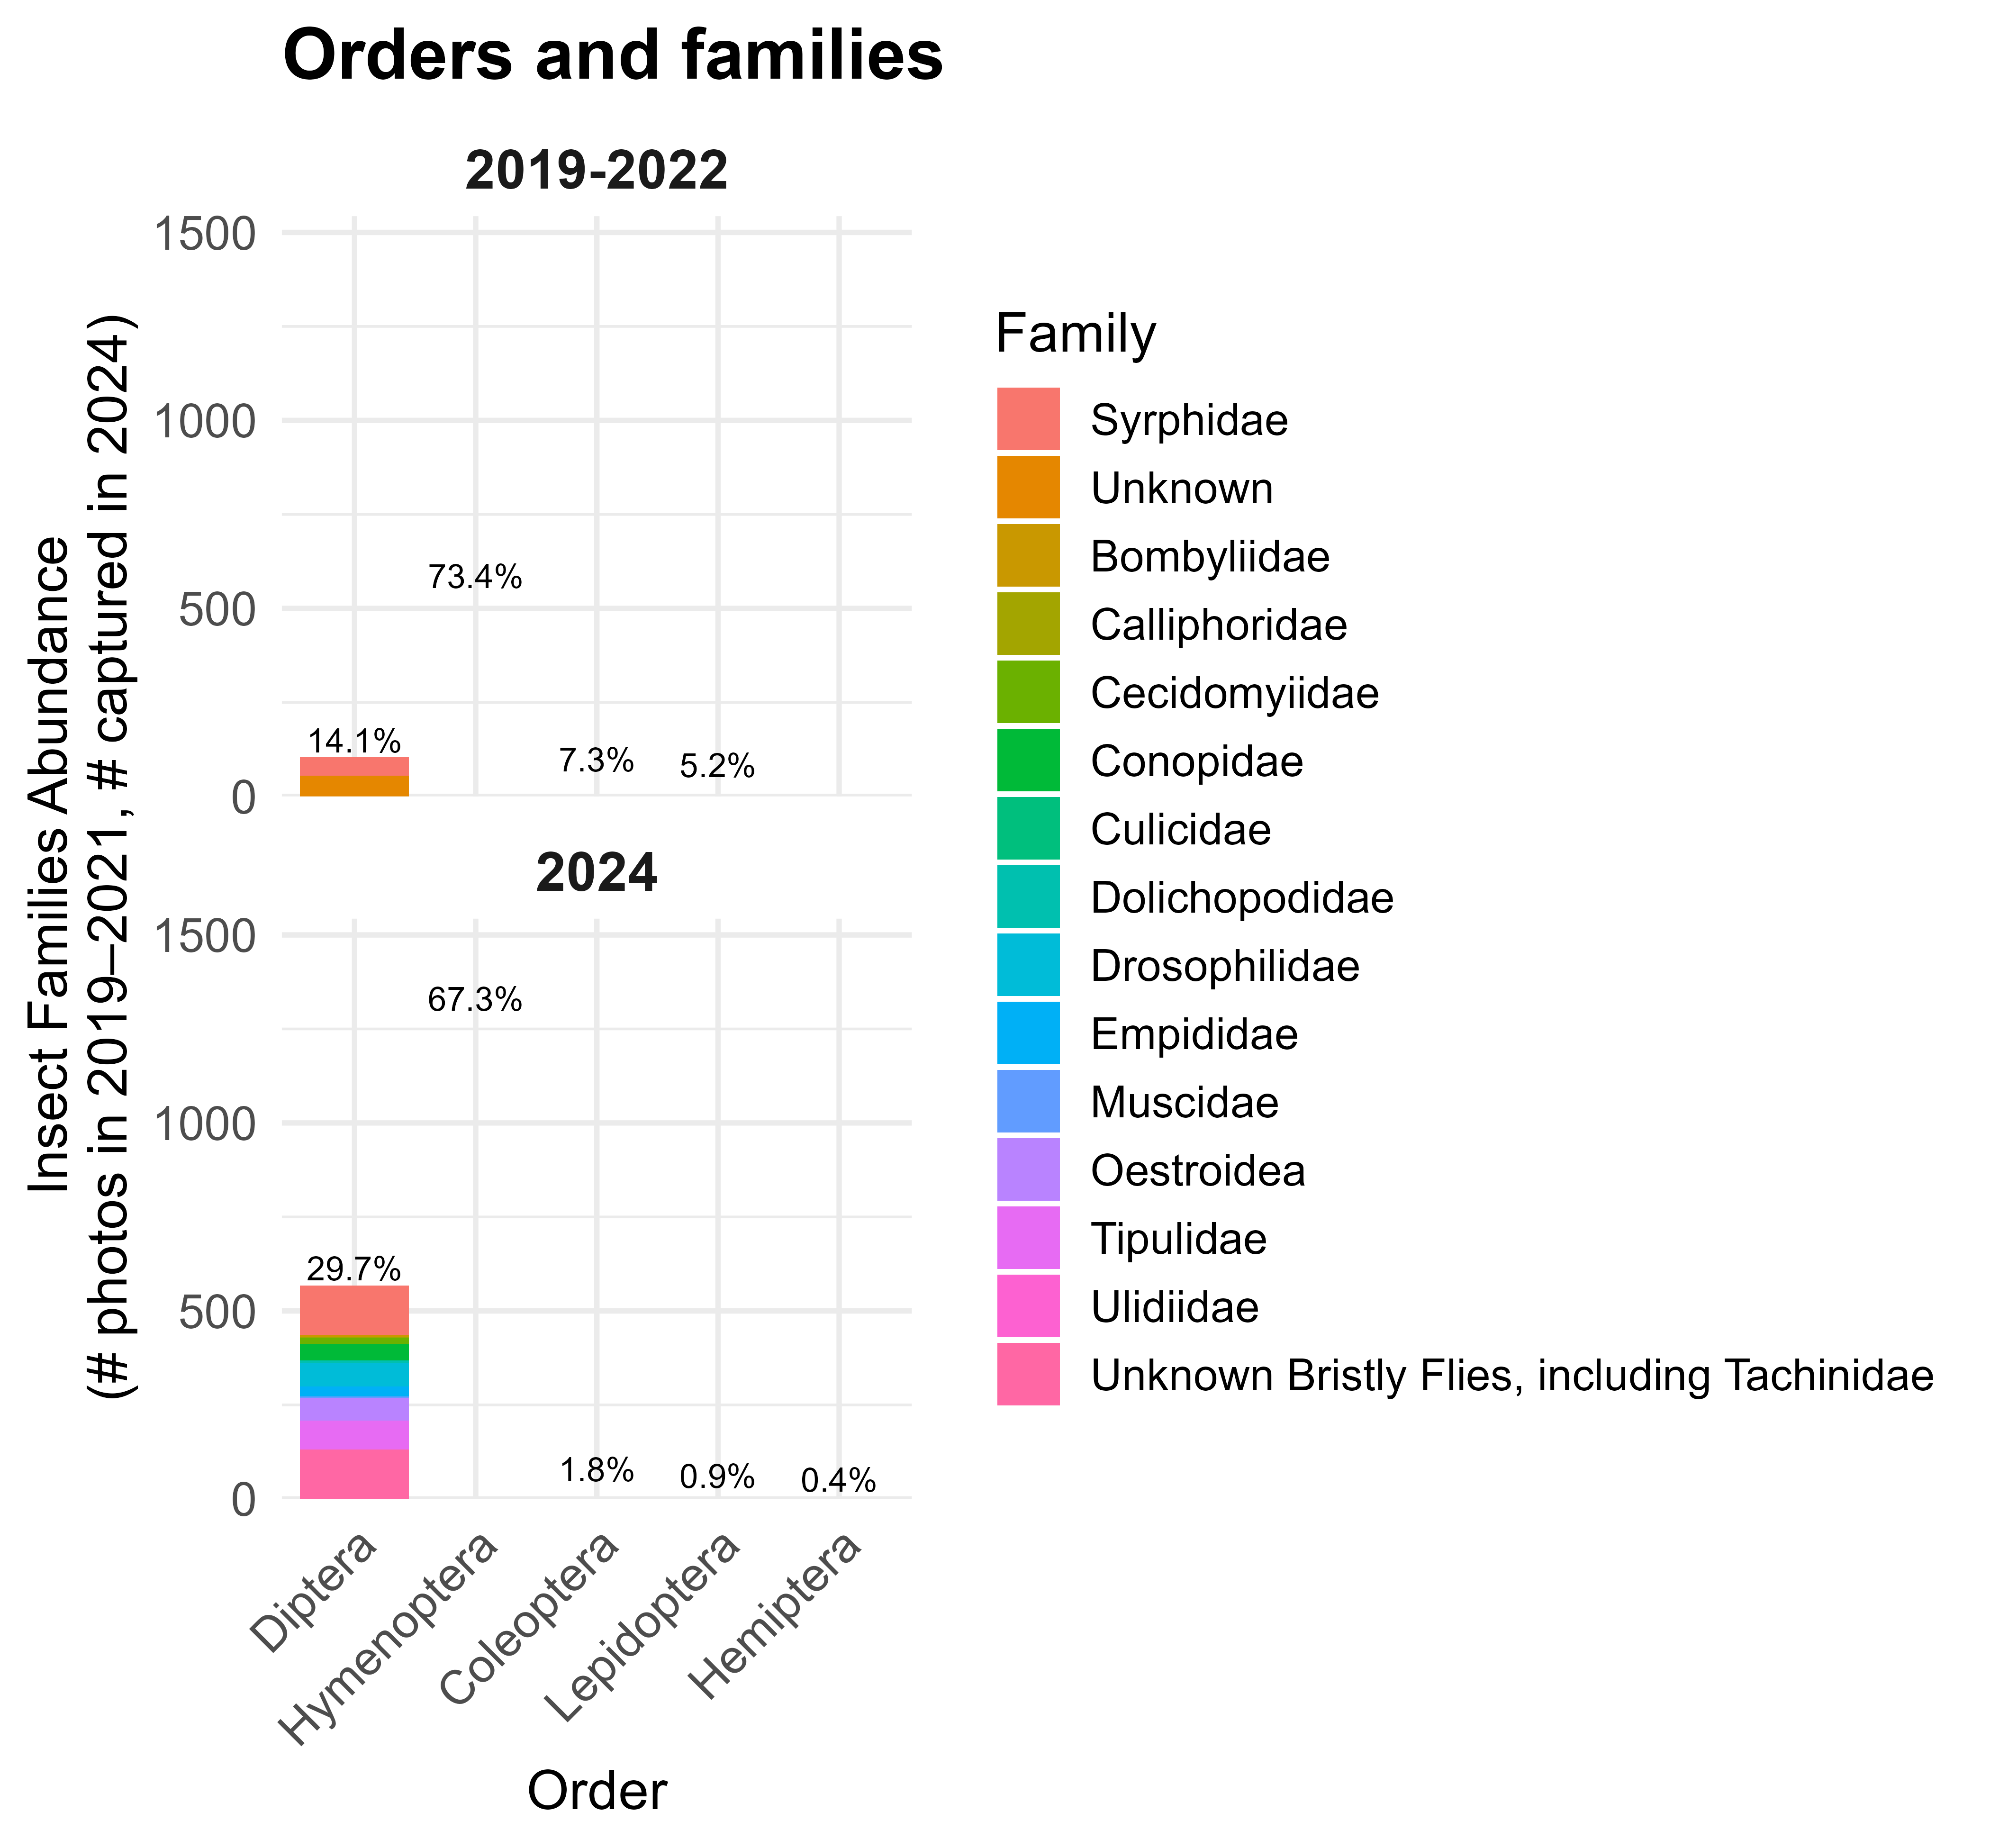 Orders and families
2019-2022
1500
1000
500
0
73.4%
14.1%
7.3%
5.2%
2024
1500
1000
500
0
67.3%
29.7%
1.8%
0.9%
0.4%
Diptera
Hymenoptera
Coleoptera
Lepidoptera
Hemiptera
Order
Insect Families Abundance
(# photos in 2019–2021, # captured in 2024)
Family
Syrphidae
Unknown
Bombyliidae
Calliphoridae
Cecidomyiidae
Conopidae
Culicidae
Dolichopodidae
Drosophilidae
Empididae
Muscidae
Oestroidea
Tipulidae
Ulidiidae
Unknown Bristly Flies, including Tachinidae